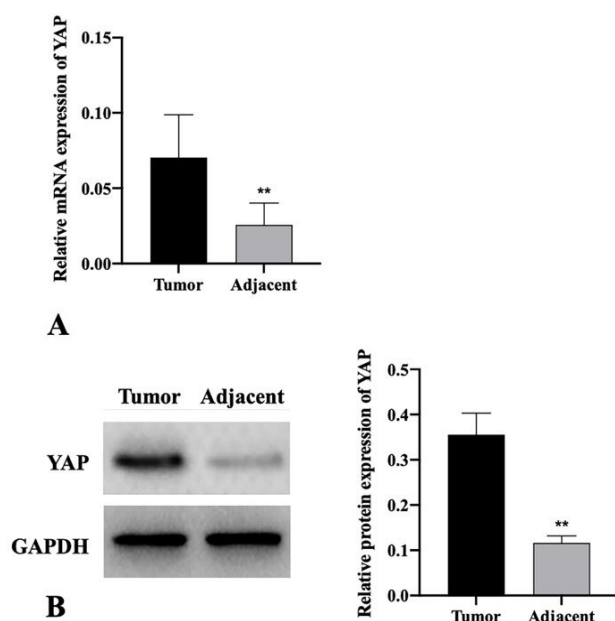 Relative mRNA expression of YAP
0.15
0.10
0.05
0.00
**
Tumor Adjacent
A
Tumor Adjacent
YAP
GAPDH
B
Relative protein expression of YAP
0.5
0.4
0.3
0.2
0.1
0.0
**
Tumor Adjacent